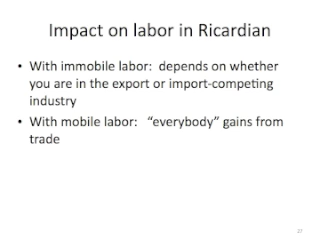 Impact on labor in Ricardian
• With immobile labor: depends on whether
you are in the export or import-competing
industry
• With mobile labor: "everybody" gains from
trade
27